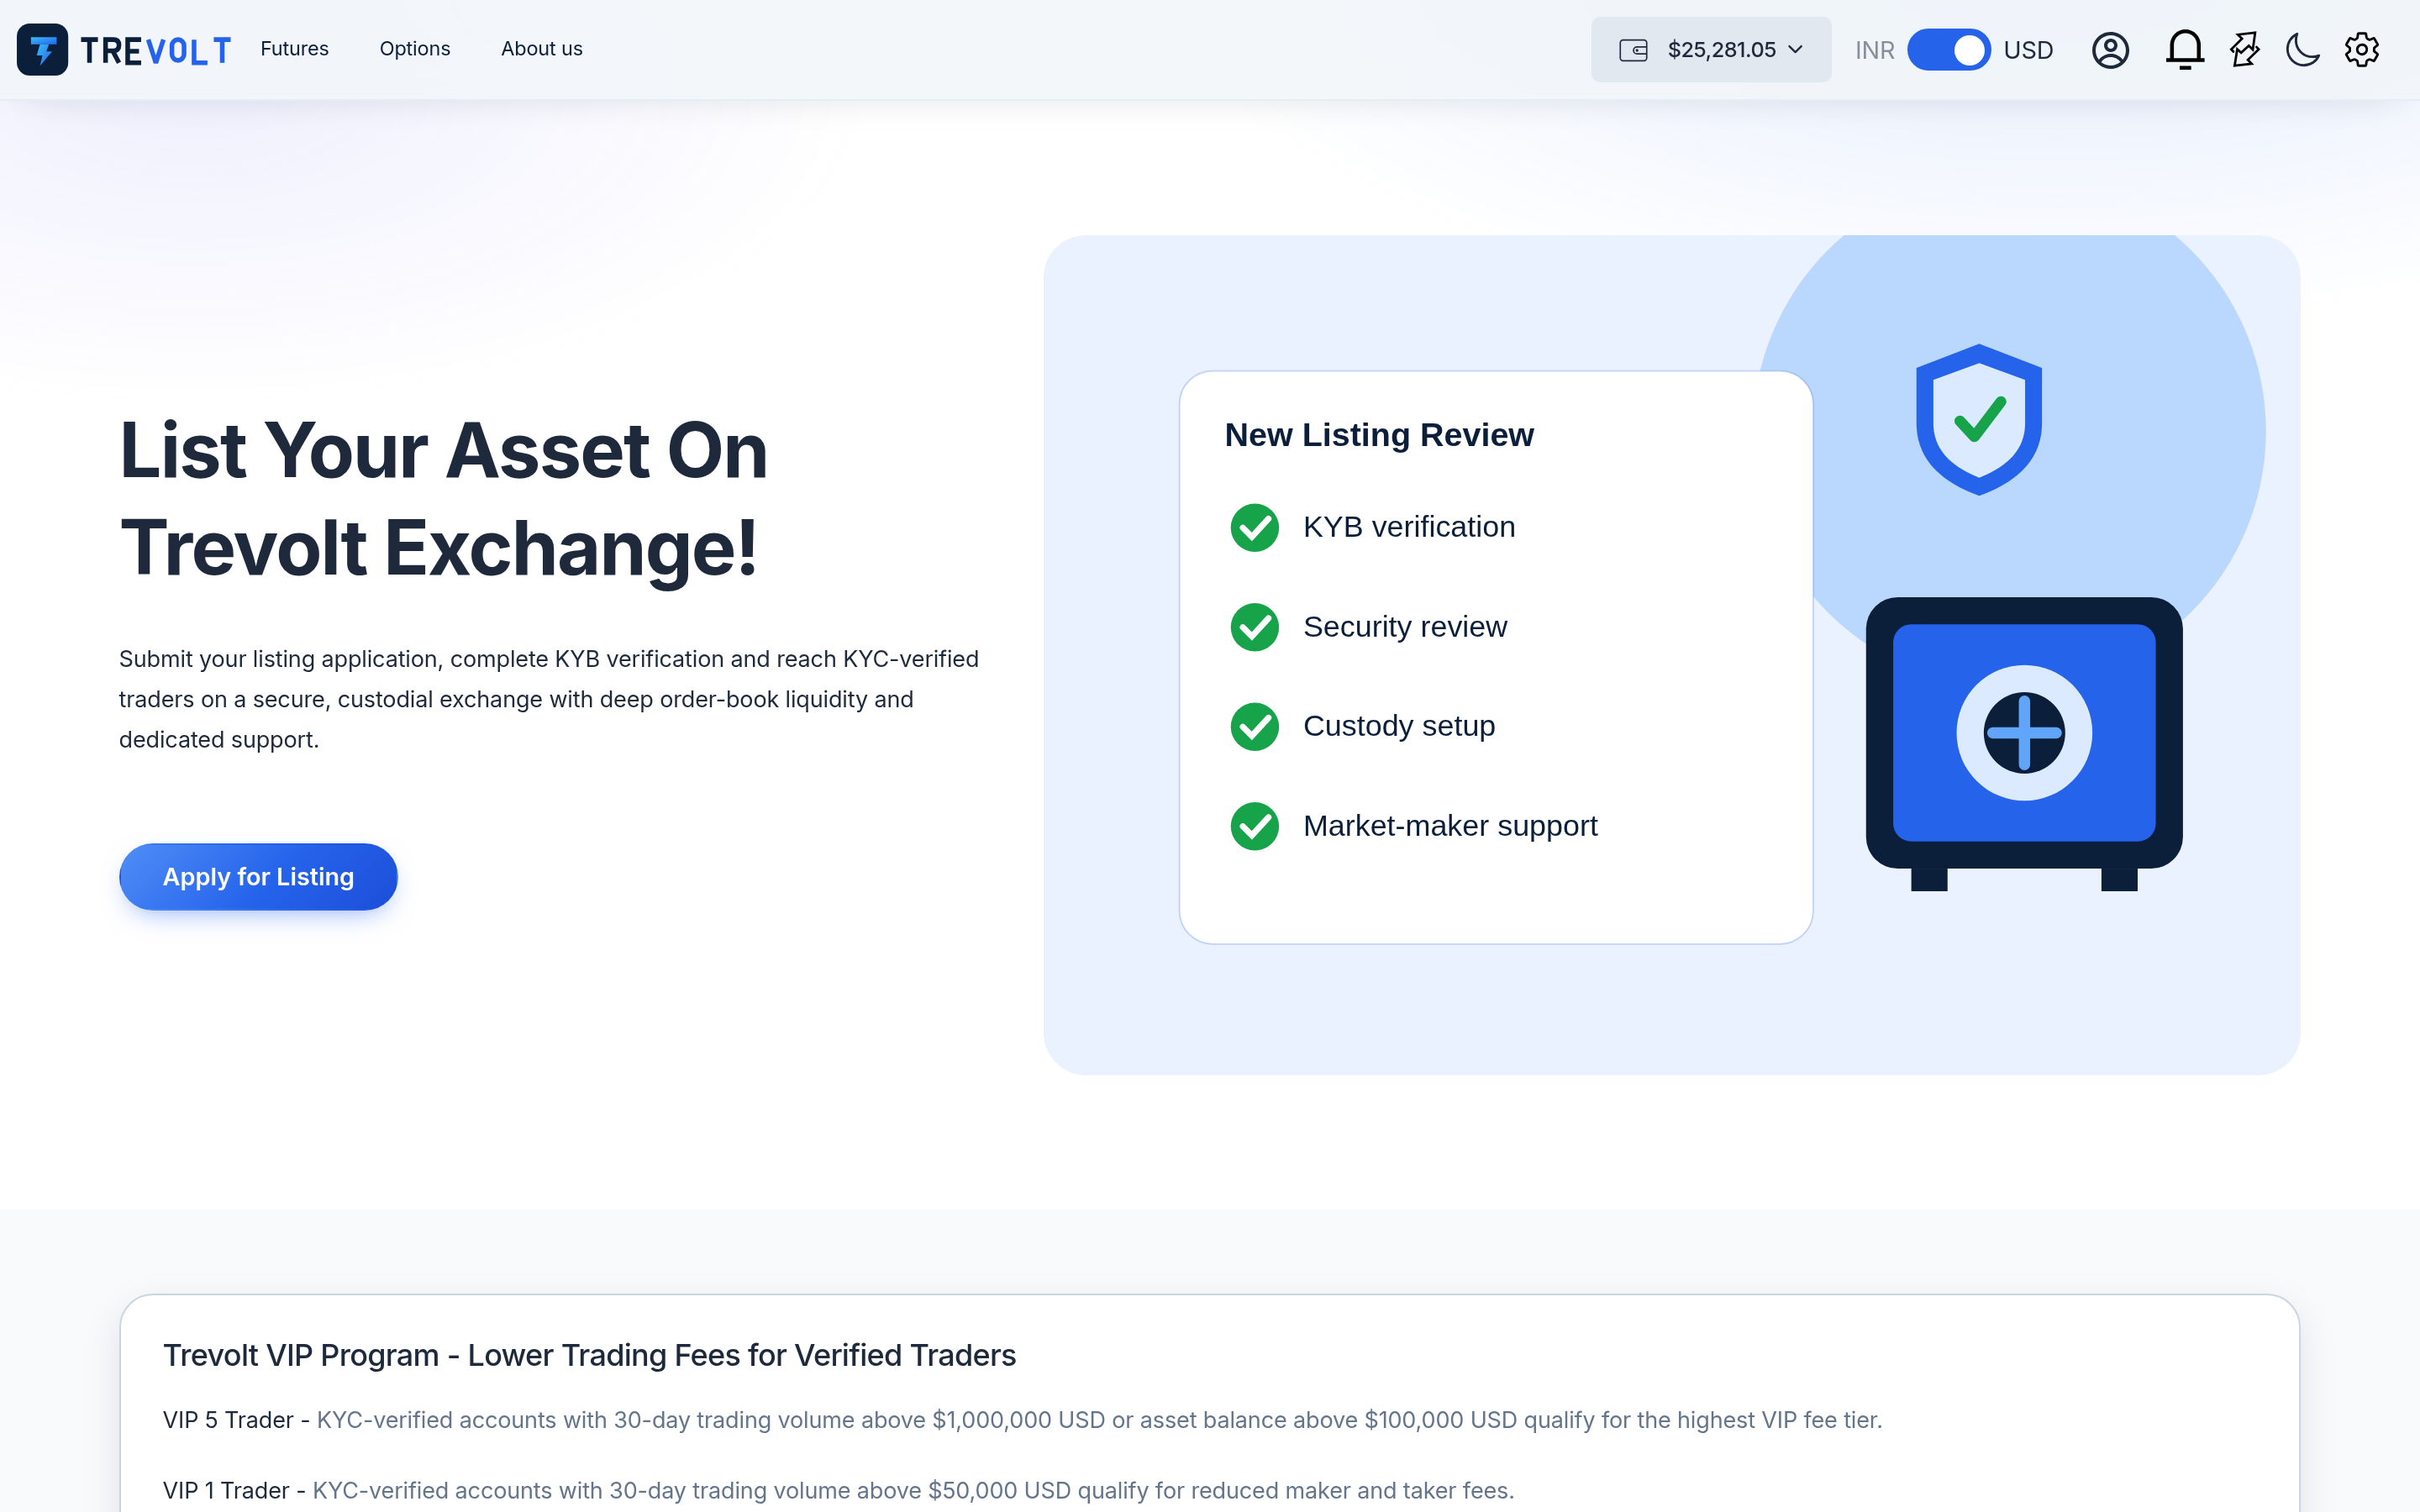 TREVOLT
Futures
Options
About us
$25,281.05
INR
USD
List Your Asset On
Trevolt Exchange!
Submit your listing application, complete KYB verification and reach KYC-verified
traders on a secure, custodial exchange with deep order-book liquidity and
dedicated support.
Apply for Listing
New Listing Review
KYB verification
Security review
Custody setup
Market-maker support
Trevolt VIP Program - Lower Trading Fees for Verified Traders
VIP 5 Trader - KYC-verified accounts with 30-day trading volume above $1,000,000 USD or asset balance above $100,000 USD qualify for the highest VIP fee tier.
VIP 1 Trader - KYC-verified accounts with 30-day trading volume above $50,000 USD qualify for reduced maker and taker fees.